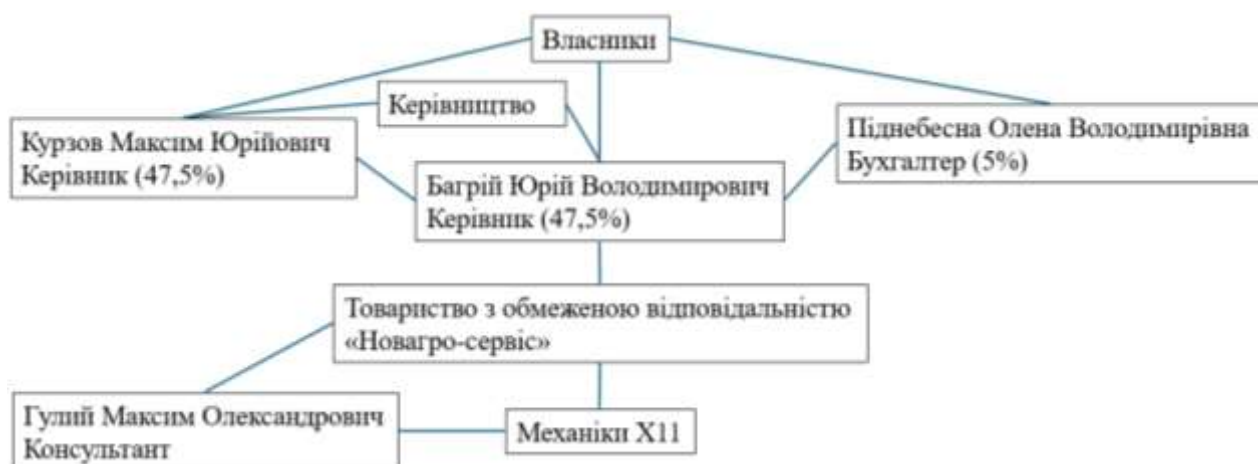 Власники
Керівництво
Курзов Максим Юрійович
Керівник (47,5%)
Піднебесна Олена Володимирівна
Бухгалтер (5%)
Багрій Юрій Володимирович
Керівник (47,5%)
Товариство з обмеженою відповідальністю
«Новагро-сервіс»
Гулий Максим Олександрович
Консультант
Механіки Х11